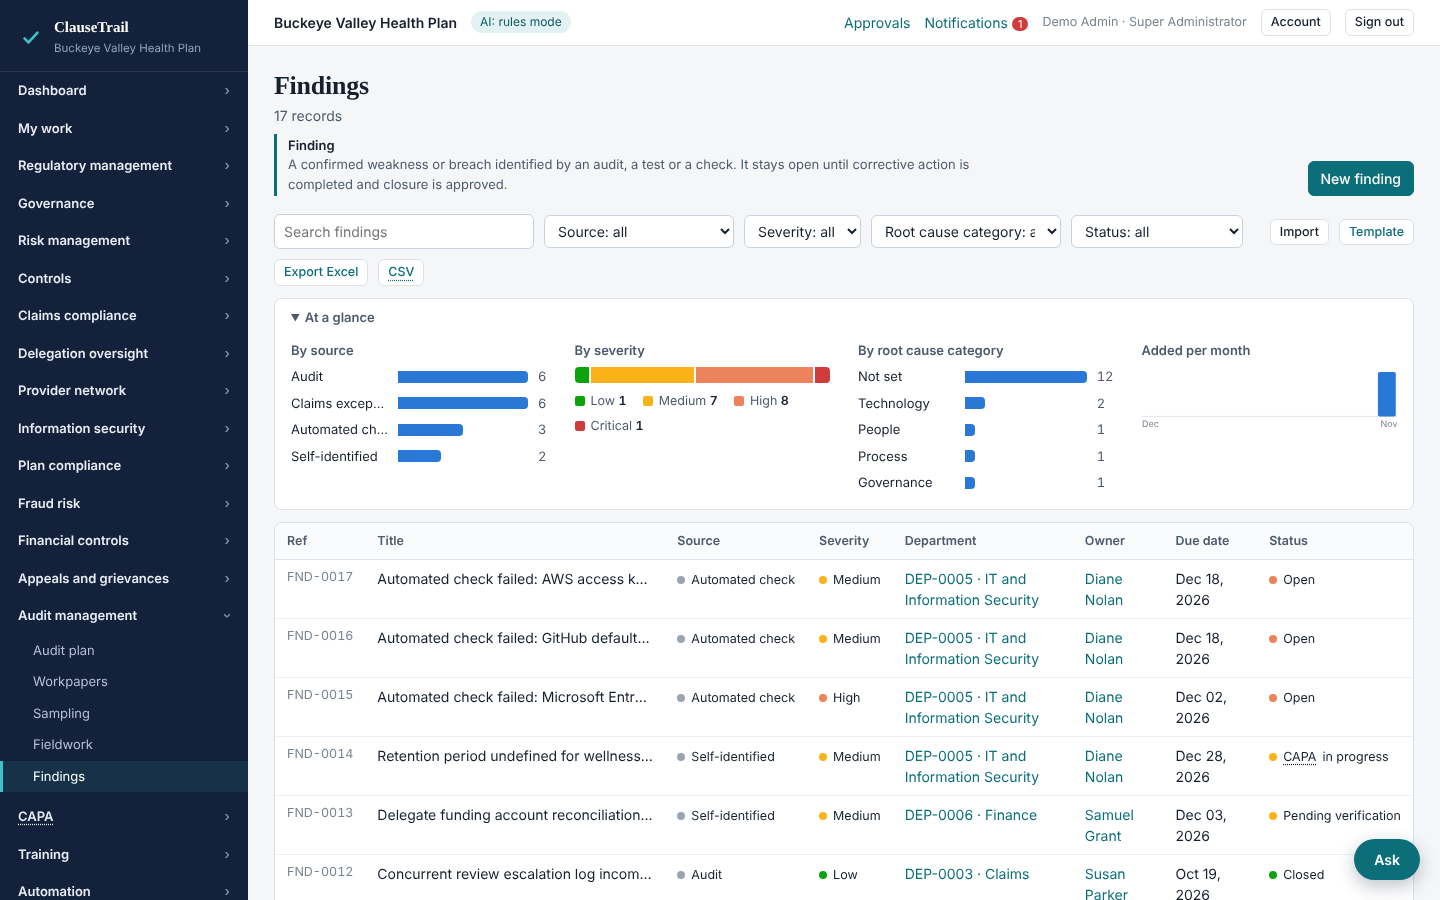 ClauseTrail
Buckeye Valley Health Plan
Dashboard
My work
Regulatory management
Governance
Risk management
Controls
Claims compliance
Delegation oversight
Provider network
Information security
Plan compliance
Fraud risk
Financial controls
Appeals and grievances
Audit management
Audit plan
Workpapers
Sampling
Fieldwork
Findings
CAPA
Training
Automation
Buckeye Valley Health Plan AI: rules mode Approvals Notifications 1 Demo Admin · Super Administrator Account Sign out
Findings
17 records
Finding
A confirmed weakness or breach identified by an audit, a test or a check. It stays open until corrective action is
completed and closure is approved.
New finding
Search findings Source: all Severity: all Root cause category: a Status: all Import Template
Export Excel CSV
▼ At a glance
By source
Audit 6
Claims excep... 6
Automated ch... 3
Self-identified 2
By severity
Low 1 Medium 7 High 8
Critical 1
By root cause category
Not set 12
Technology 2
People 1
Process 1
Governance 1
Added per month
Dec Nov
Ref Title Source Severity Department Owner Due date Status
FND-0017 Automated check failed: AWS access k... Automated check Medium DEP-0005 · IT and Diane Dec 18, Open
Information Security Nolan 2026
FND-0016 Automated check failed: GitHub default... Automated check Medium DEP-0005 · IT and Diane Dec 18, Open
Information Security Nolan 2026
FND-0015 Automated check failed: Microsoft Entr... Automated check High DEP-0005 · IT and Diane Dec 02, Open
Information Security Nolan 2026
FND-0014 Retention period undefined for wellness... Self-identified Medium DEP-0005 · IT and Diane Dec 28, CAPA in progress
Information Security Nolan 2026
FND-0013 Delegate funding account reconciliation... Self-identified Medium DEP-0006 · Finance Samuel Dec 03, Pending verification
Grant 2026
FND-0012 Concurrent review escalation log incom... Audit Low DEP-0003 · Claims Susan Oct 19, Closed
Parker 2026
Ask